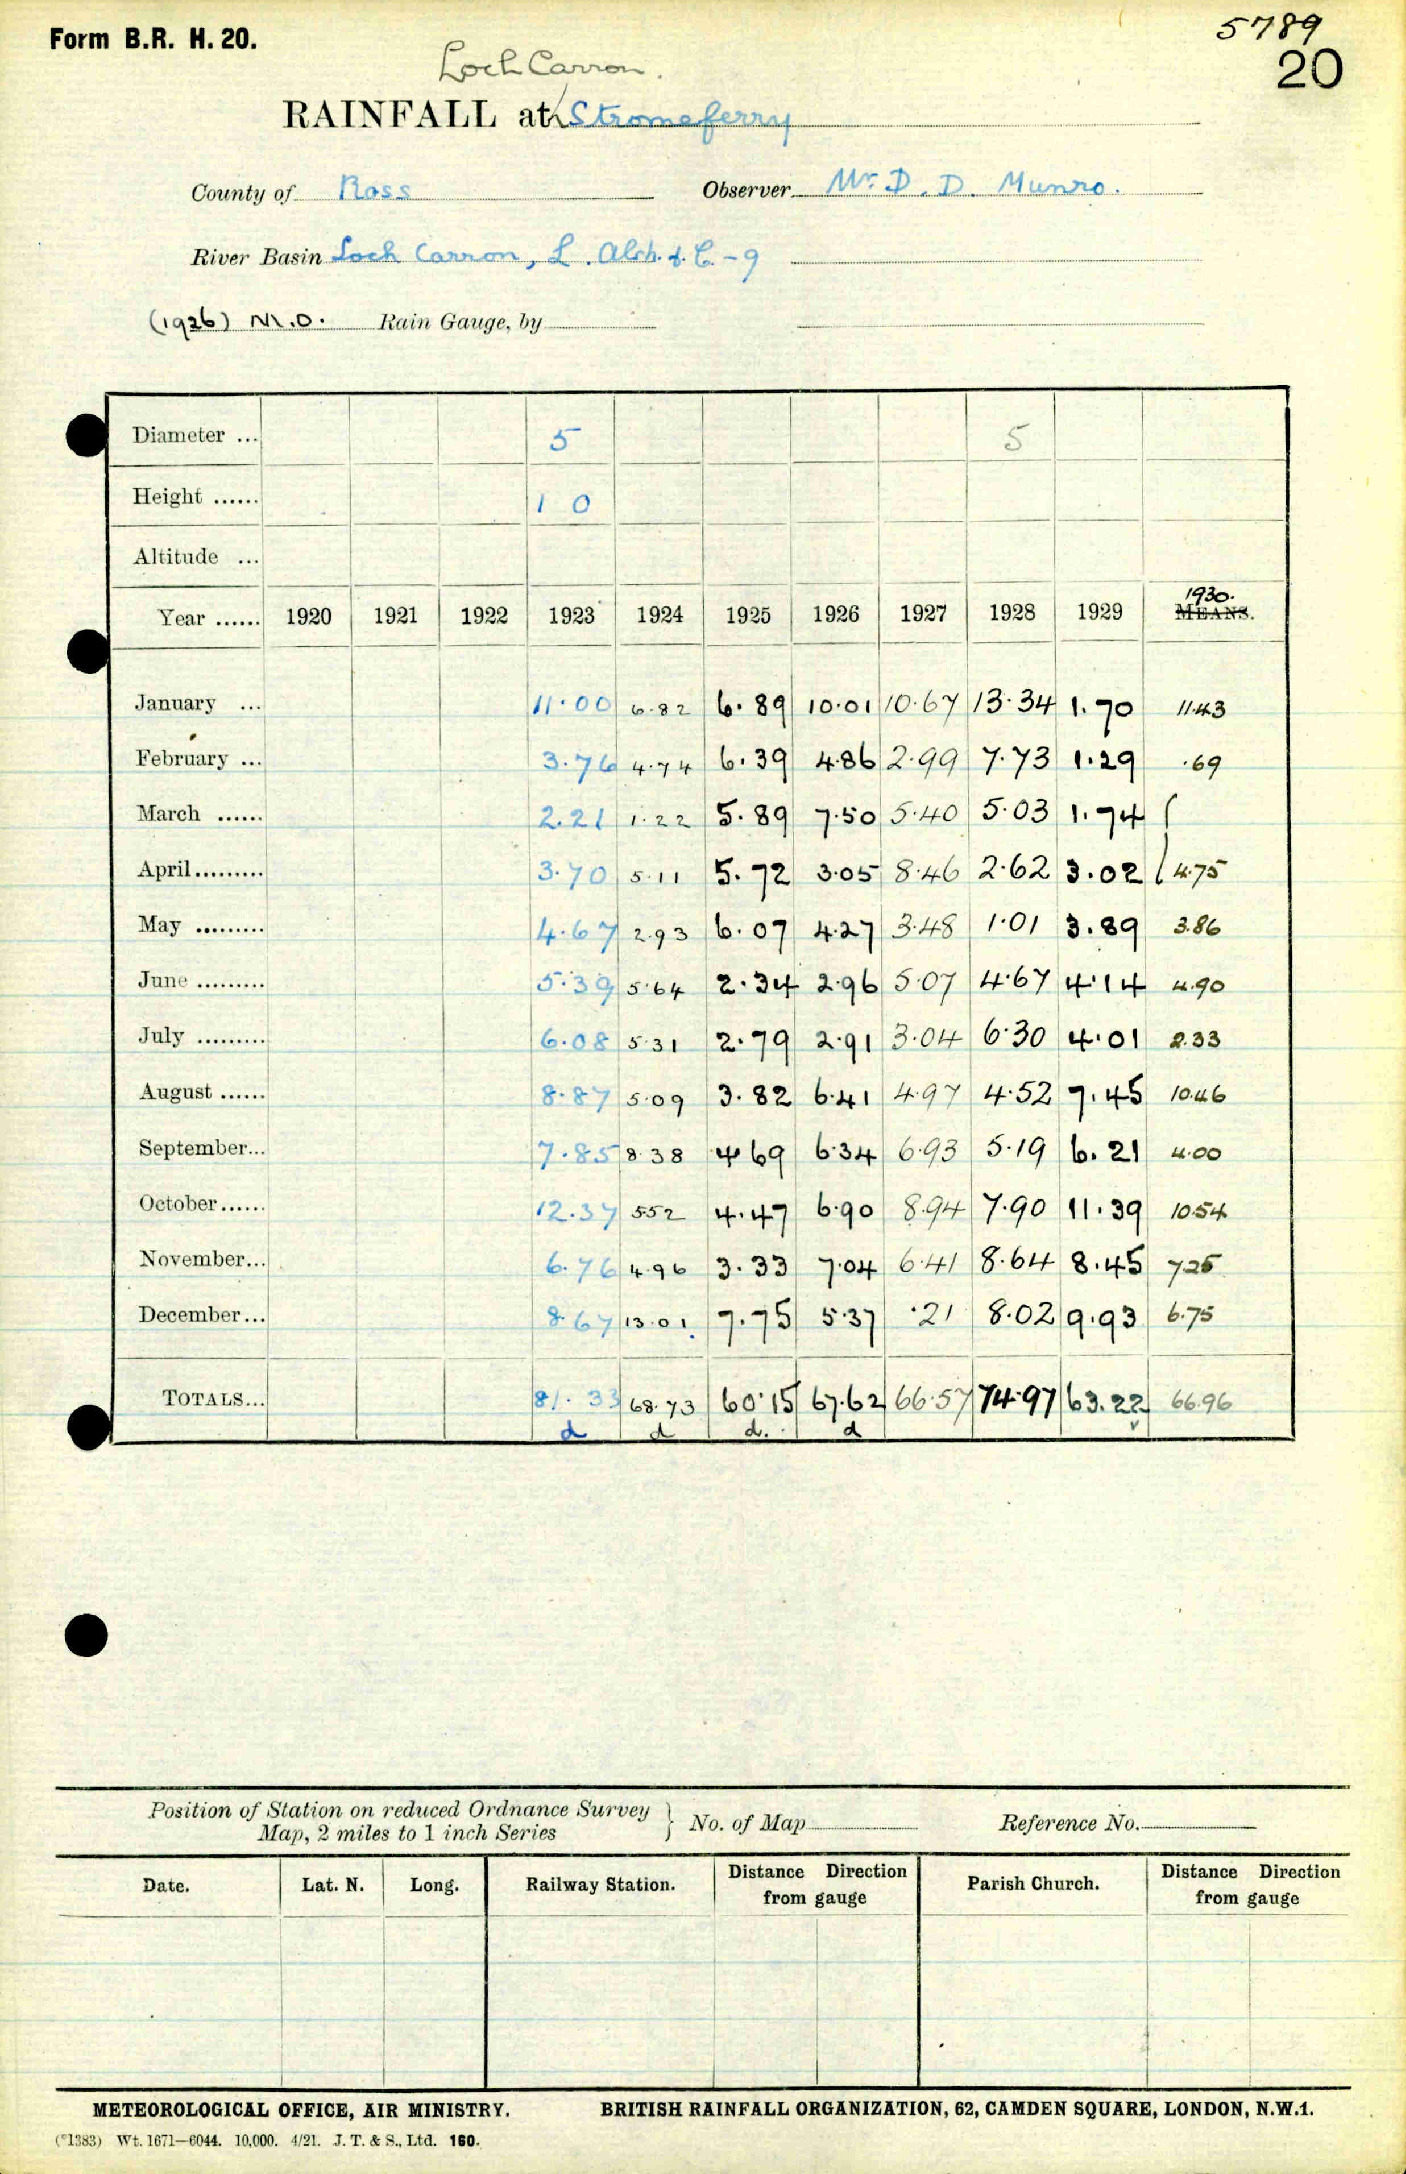 Form B.R. H. 20.
5789
20
Loch Carron.
RAINFALL at Stromeferry
County of Ross Observer Mr. D. D. Munro.
River Basin Loch Carron, L. Alsh. & C. - 9
(1926) M.O. Rain Gauge, by
Diameter ... 5 5
Height ...... 1 0
Altitude ...
1930.
Year ...... 1920 1921 1922 1923 1924 1925 1926 1927 1928 1929 MEANS.
January ... 11.00 6.82 6.89 10.01 10.67 13.34 1.70 11.43
February ... 3.76 4.74 6.39 4.86 2.99 7.73 1.29 .69
March ...... 2.21 1.22 5.89 7.50 5.40 5.03 1.74
April......... 3.70 5.11 5.72 3.05 8.46 2.62 3.02 4.75
May ......... 4.67 2.93 6.07 4.27 3.48 1.01 3.89 3.86
June ......... 5.39 5.64 2.34 2.96 5.07 4.67 4.14 4.90
July ......... 6.08 5.31 2.79 2.91 3.04 6.30 4.01 2.33
August ...... 8.87 5.09 3.82 6.41 4.97 4.52 7.45 10.46
September... 7.85 8.38 4.69 6.34 6.93 5.19 6.21 4.00
October...... 12.37 5.52 4.47 6.90 8.94 7.90 11.39 10.54
November... 6.76 4.96 3.33 7.04 6.41 8.64 8.45 7.25
December... 8.67 13.01 7.75 5.37 .21 8.02 9.93 6.75
TOTALS... 81.33 68.73 60.15 67.62 66.57 74.97 63.22 66.96
d d d. d
Position of Station on reduced Ordnance Survey
Map, 2 miles to 1 inch Series } No. of Map Reference No.
Date. Lat. N. Long. Railway Station. Distance Direction from gauge Parish Church. Distance Direction from gauge
METEOROLOGICAL OFFICE, AIR MINISTRY. BRITISH RAINFALL ORGANIZATION, 62, CAMDEN SQUARE, LONDON, N.W.1.
(*1383) Wt. 1671—6044. 10,000. 4/21. J. T. & S., Ltd. 160.